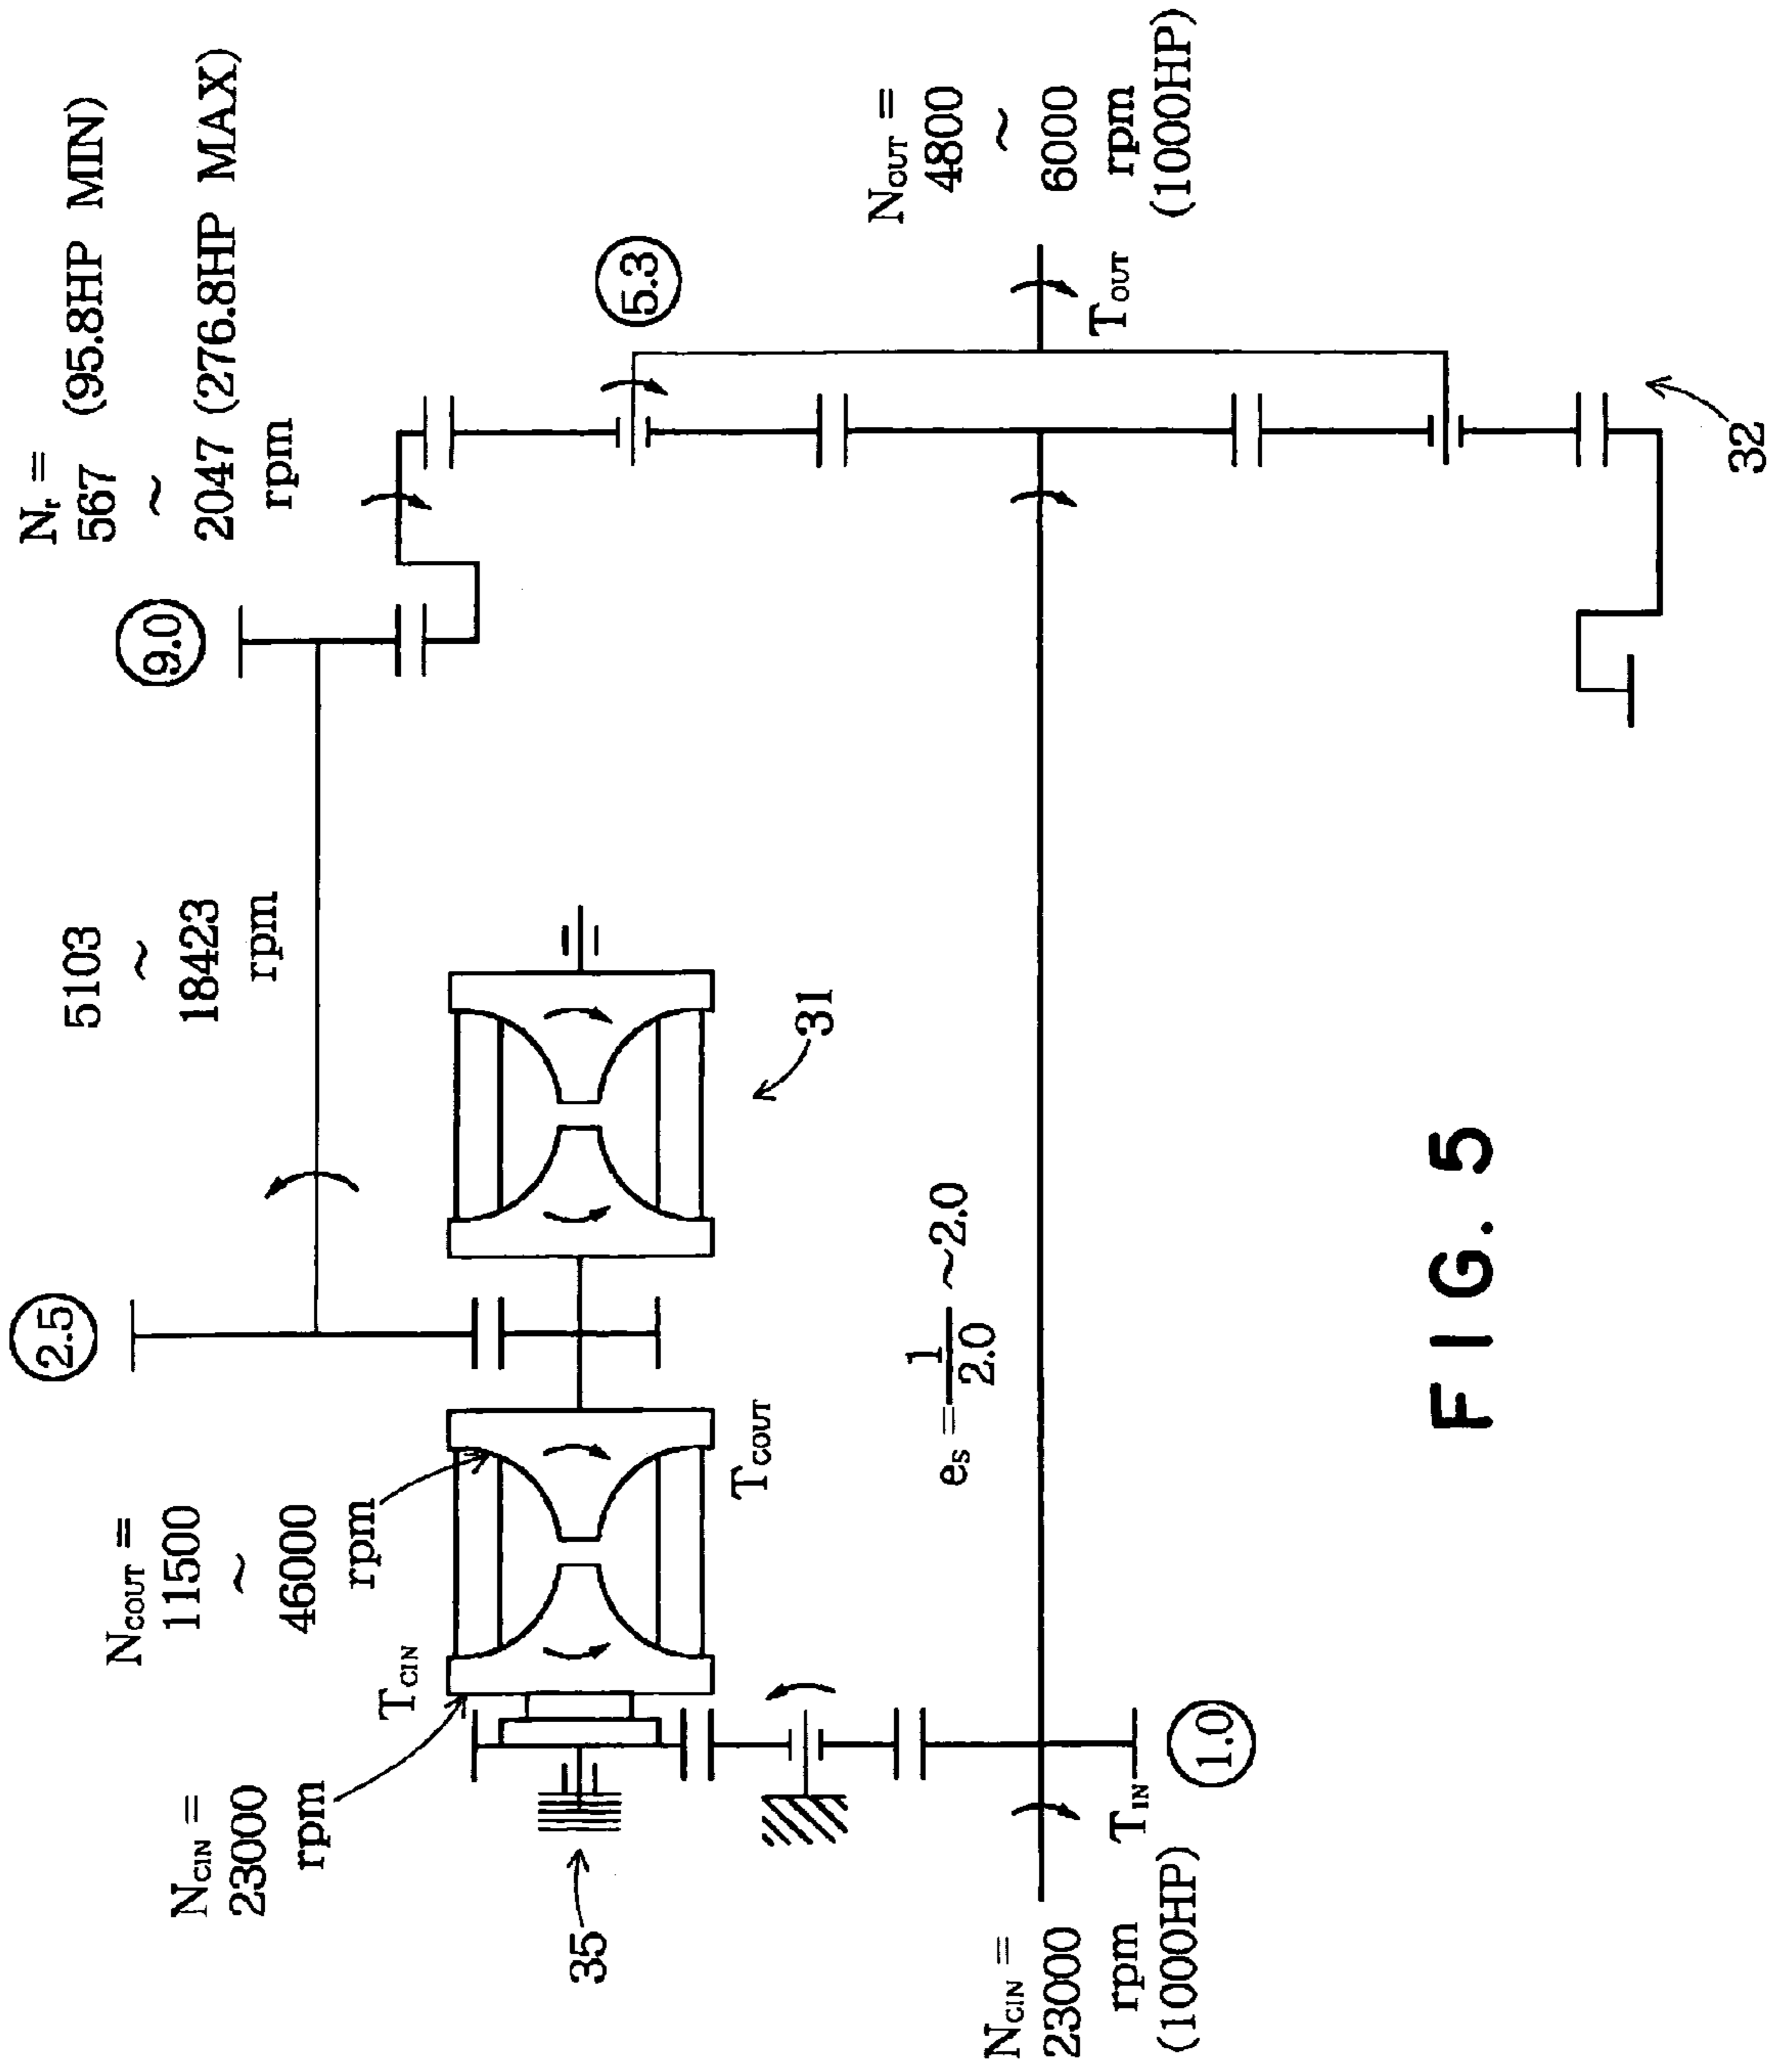 N_CIN =
23000
rpm
N_COUT =
11500
~
46000
rpm
T_CIN
T_COUT
2.5
5103
~
18423
rpm
9.0
N_r =
567 (95.8HP MIN)
~
2047 (276.8HP MAX)
rpm
5.3
35
31
e_S = 1/2.0 ~2.0
N_CIN =
23000
rpm
(1000HP)
T_IN
1.0
N_OUT =
4800
~
6000
rpm
(1000HP)
T_OUT
32
FIG. 5